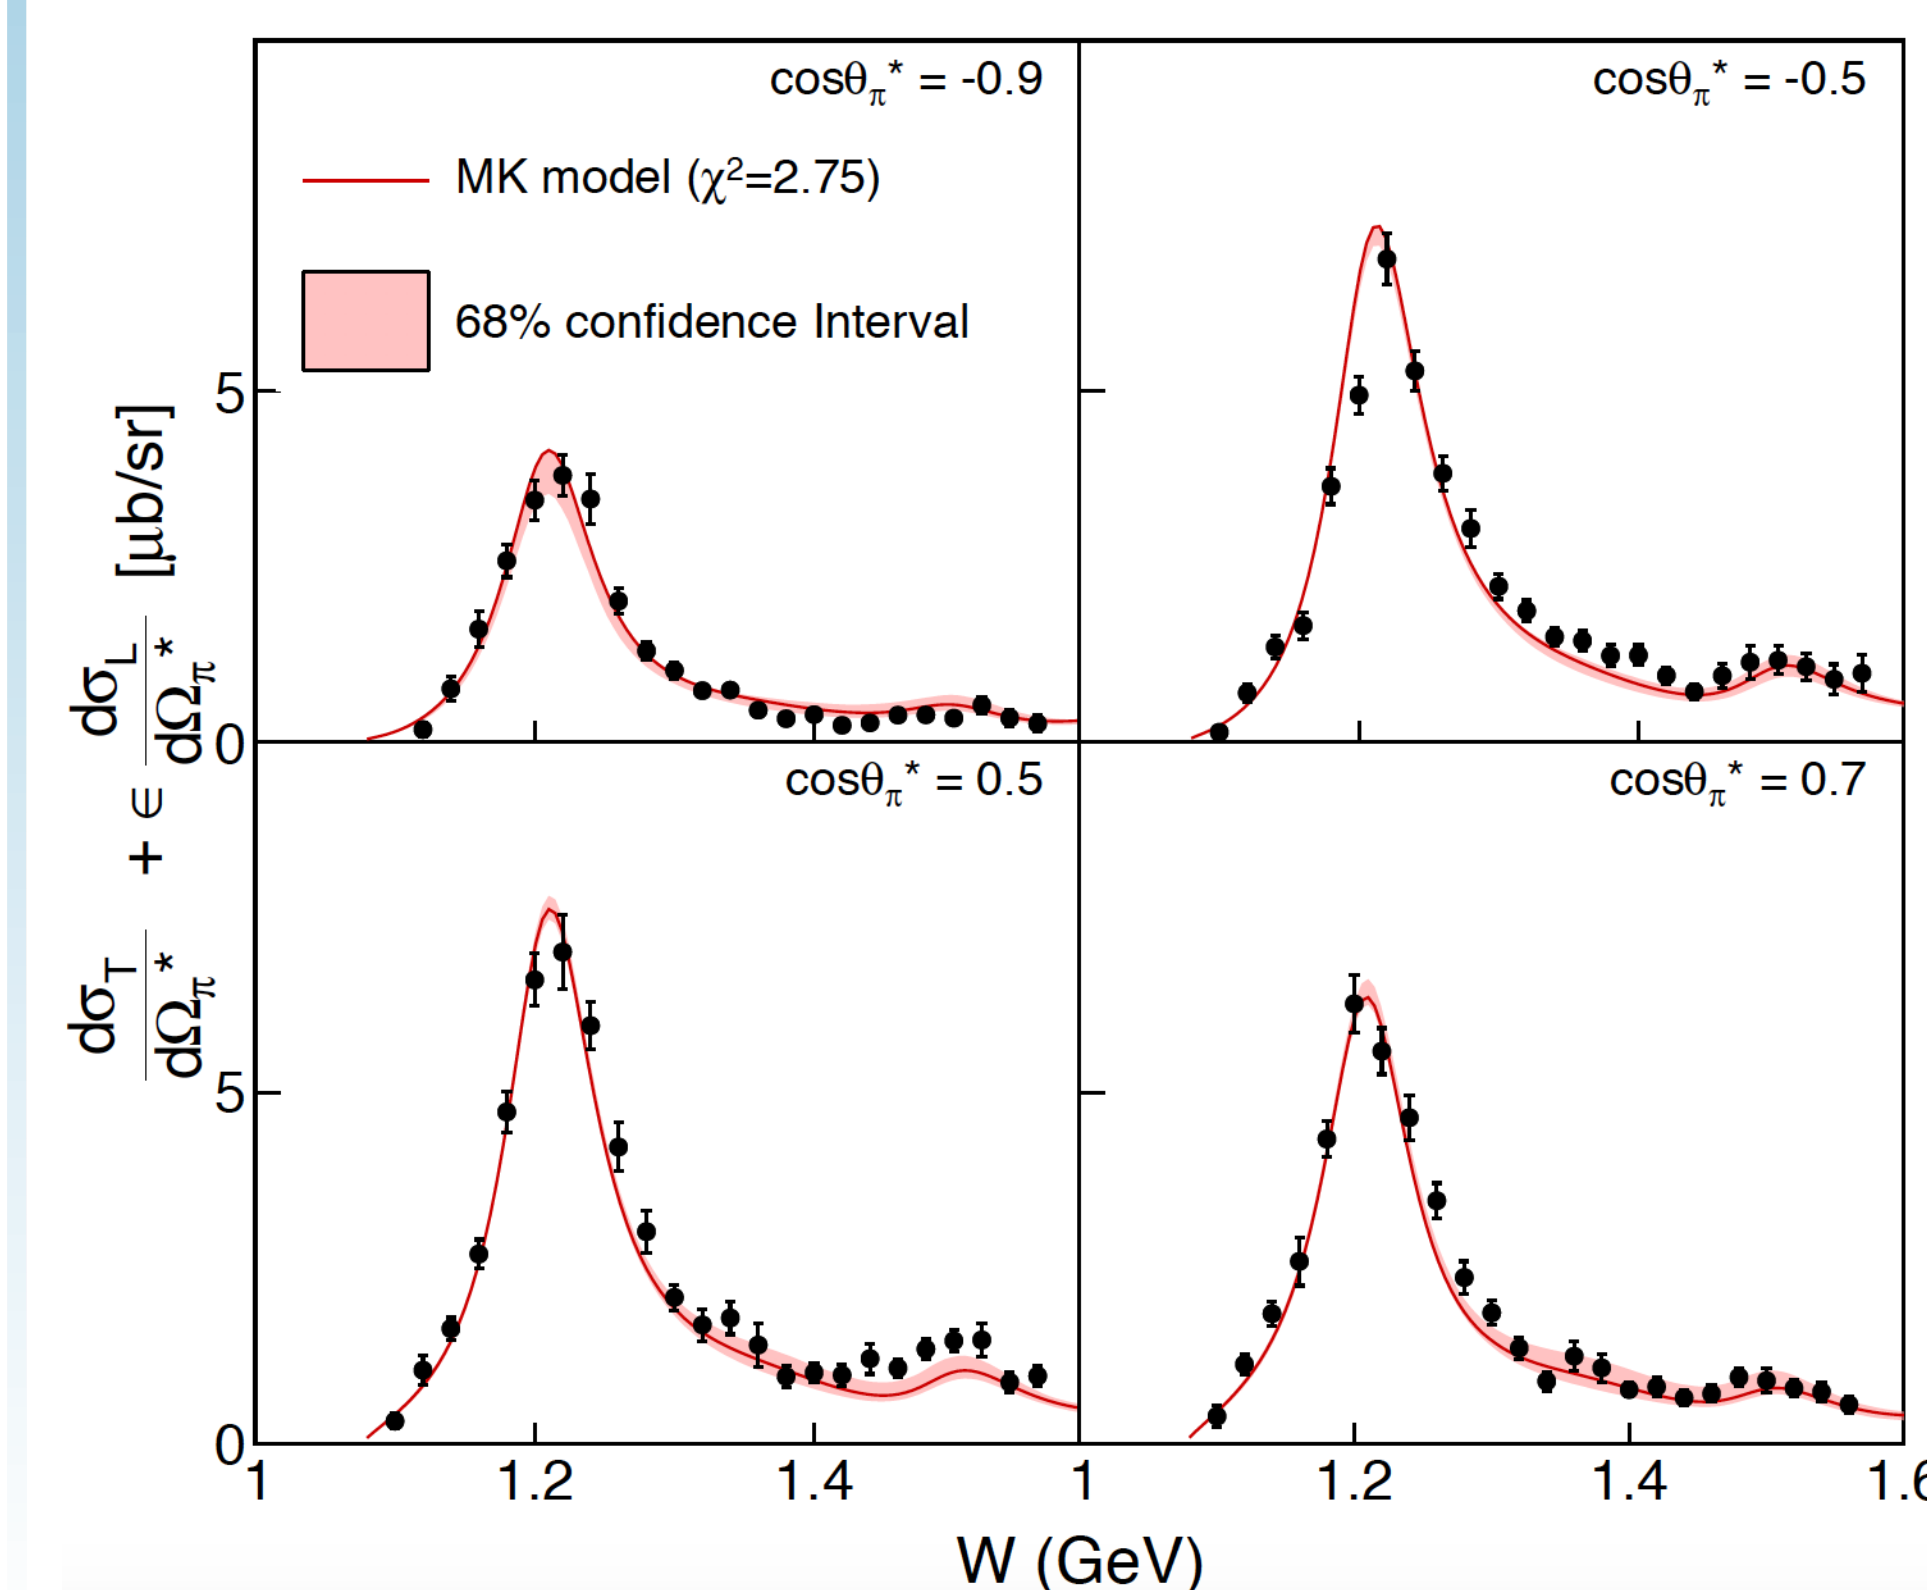 cosθπ* = -0.9
cosθπ* = -0.5
MK model (χ²=2.75)
68% confidence Interval
5
0
cosθπ* = 0.5
cosθπ* = 0.7
5
0
dσT/dΩπ* + ϵ dσL/dΩπ* [μb/sr]
1 1.2 1.4 1 1.2 1.4 1.6
W (GeV)